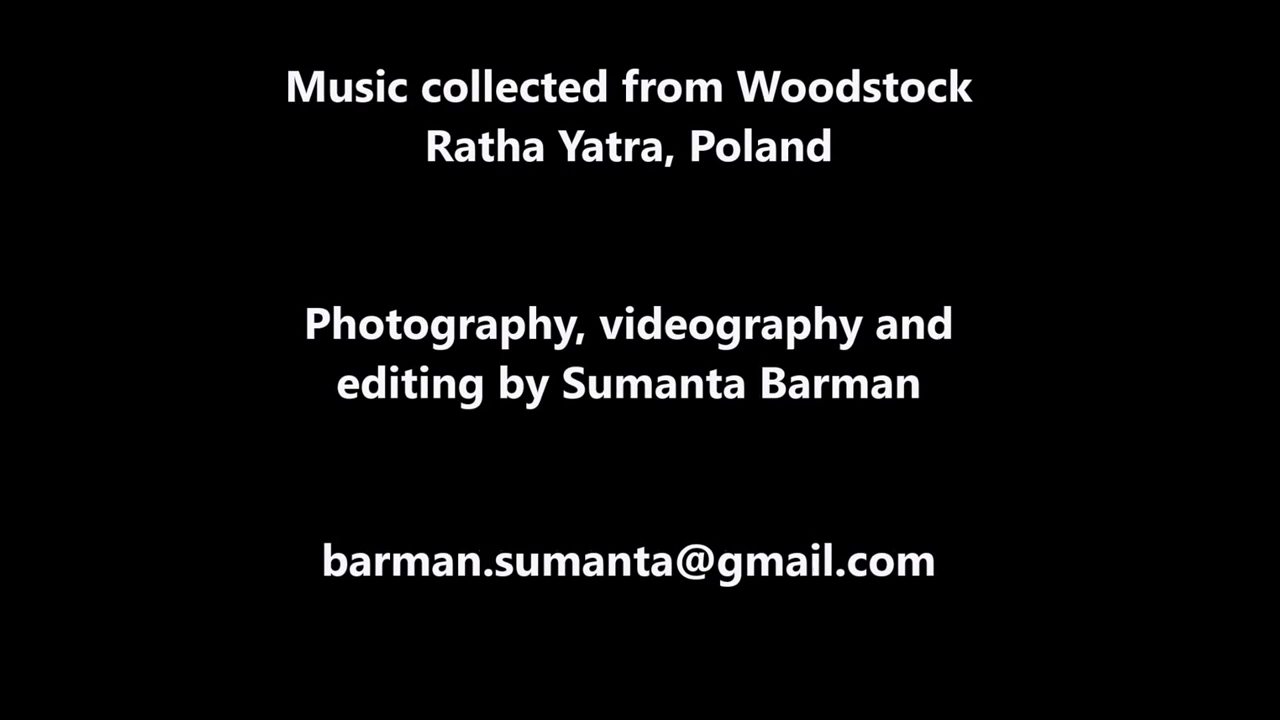 Music collected from Woodstock
Ratha Yatra, Poland
Photography, videography and
editing by Sumanta Barman
barman.sumanta@gmail.com